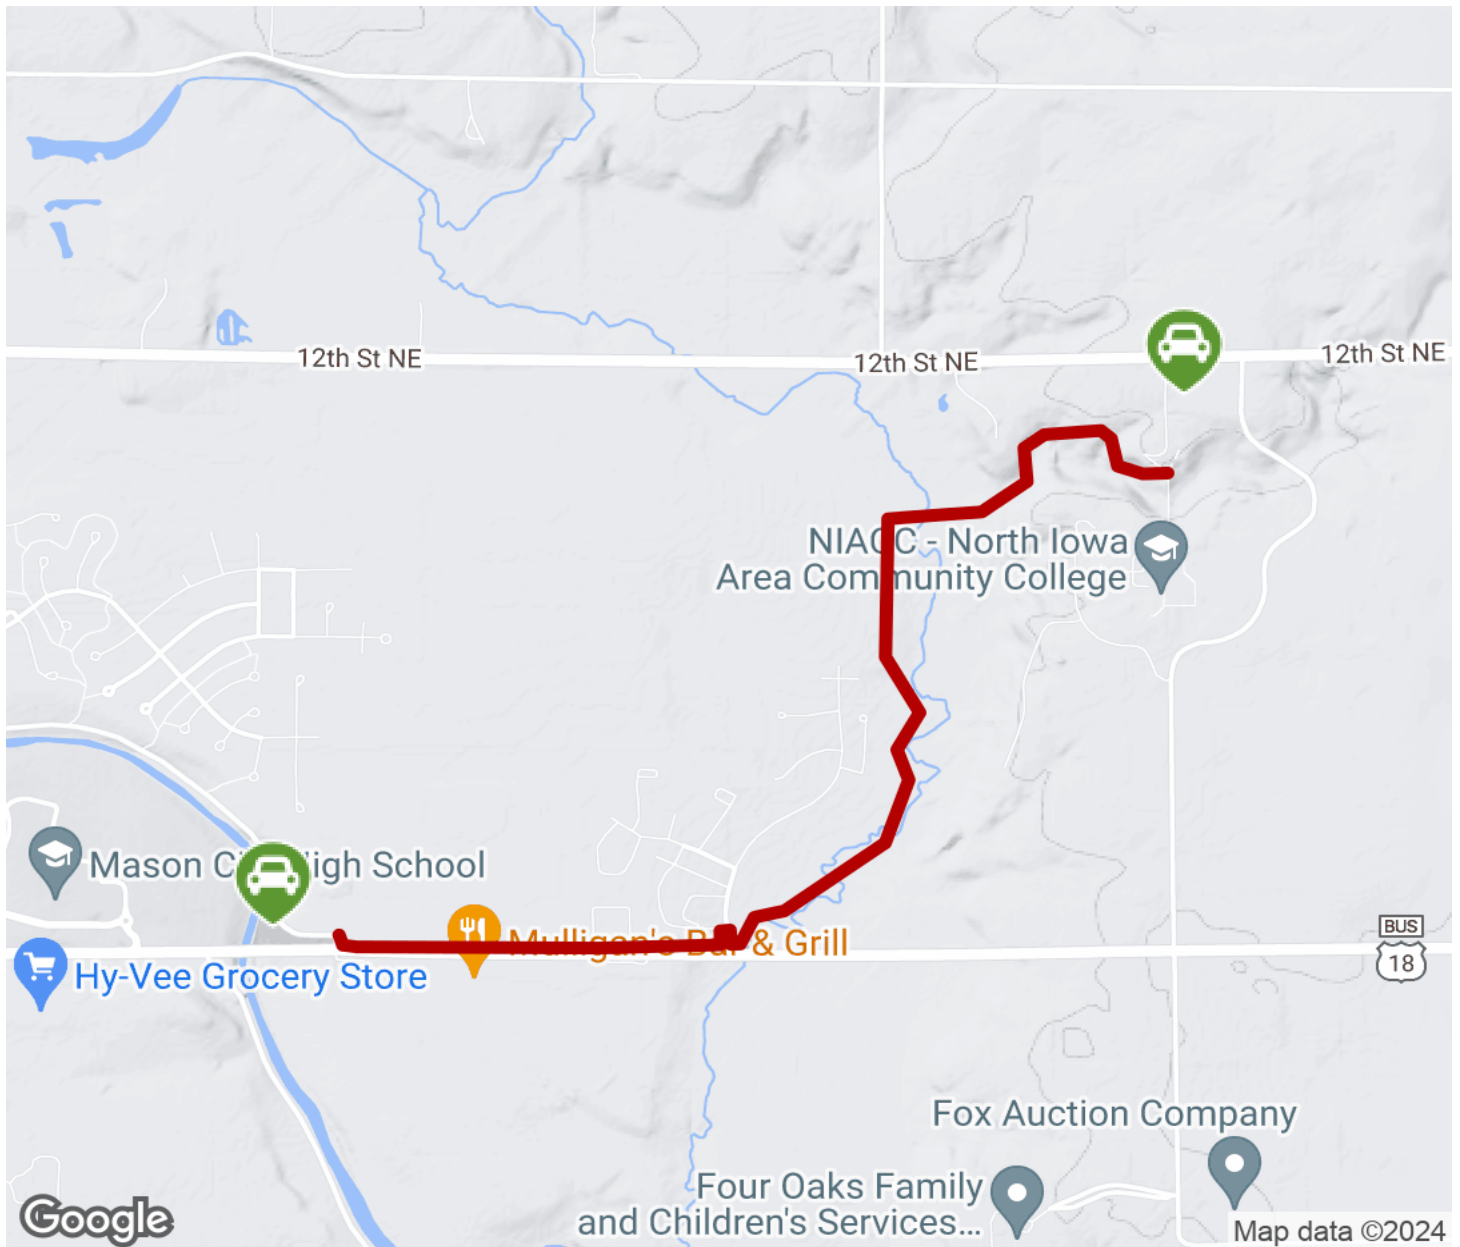 12th St NE
12th St NE
12th St NE
NIACC - North Iowa
Area Community College
Mason City High School
Mulligan's Bar & Grill
BUS
18
Hy-Vee Grocery Store
Fox Auction Company
Four Oaks Family
and Children's Services...
Google
Map data ©2024